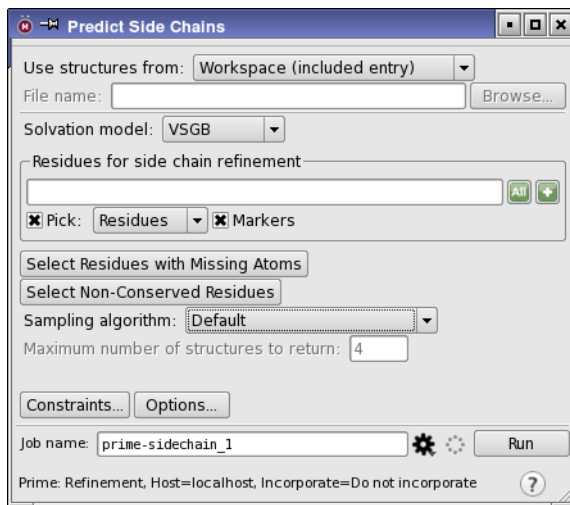 Predict Side Chains
Use structures from: Workspace (included entry)
File name: Browse...
Solvation model: VSGB
Residues for side chain refinement
All
Pick: Residues Markers
Select Residues with Missing Atoms
Select Non-Conserved Residues
Sampling algorithm: Default
Maximum number of structures to return: 4
Constraints... Options...
Job name: prime-sidechain_1 Run
Prime: Refinement, Host=localhost, Incorporate=Do not incorporate ?